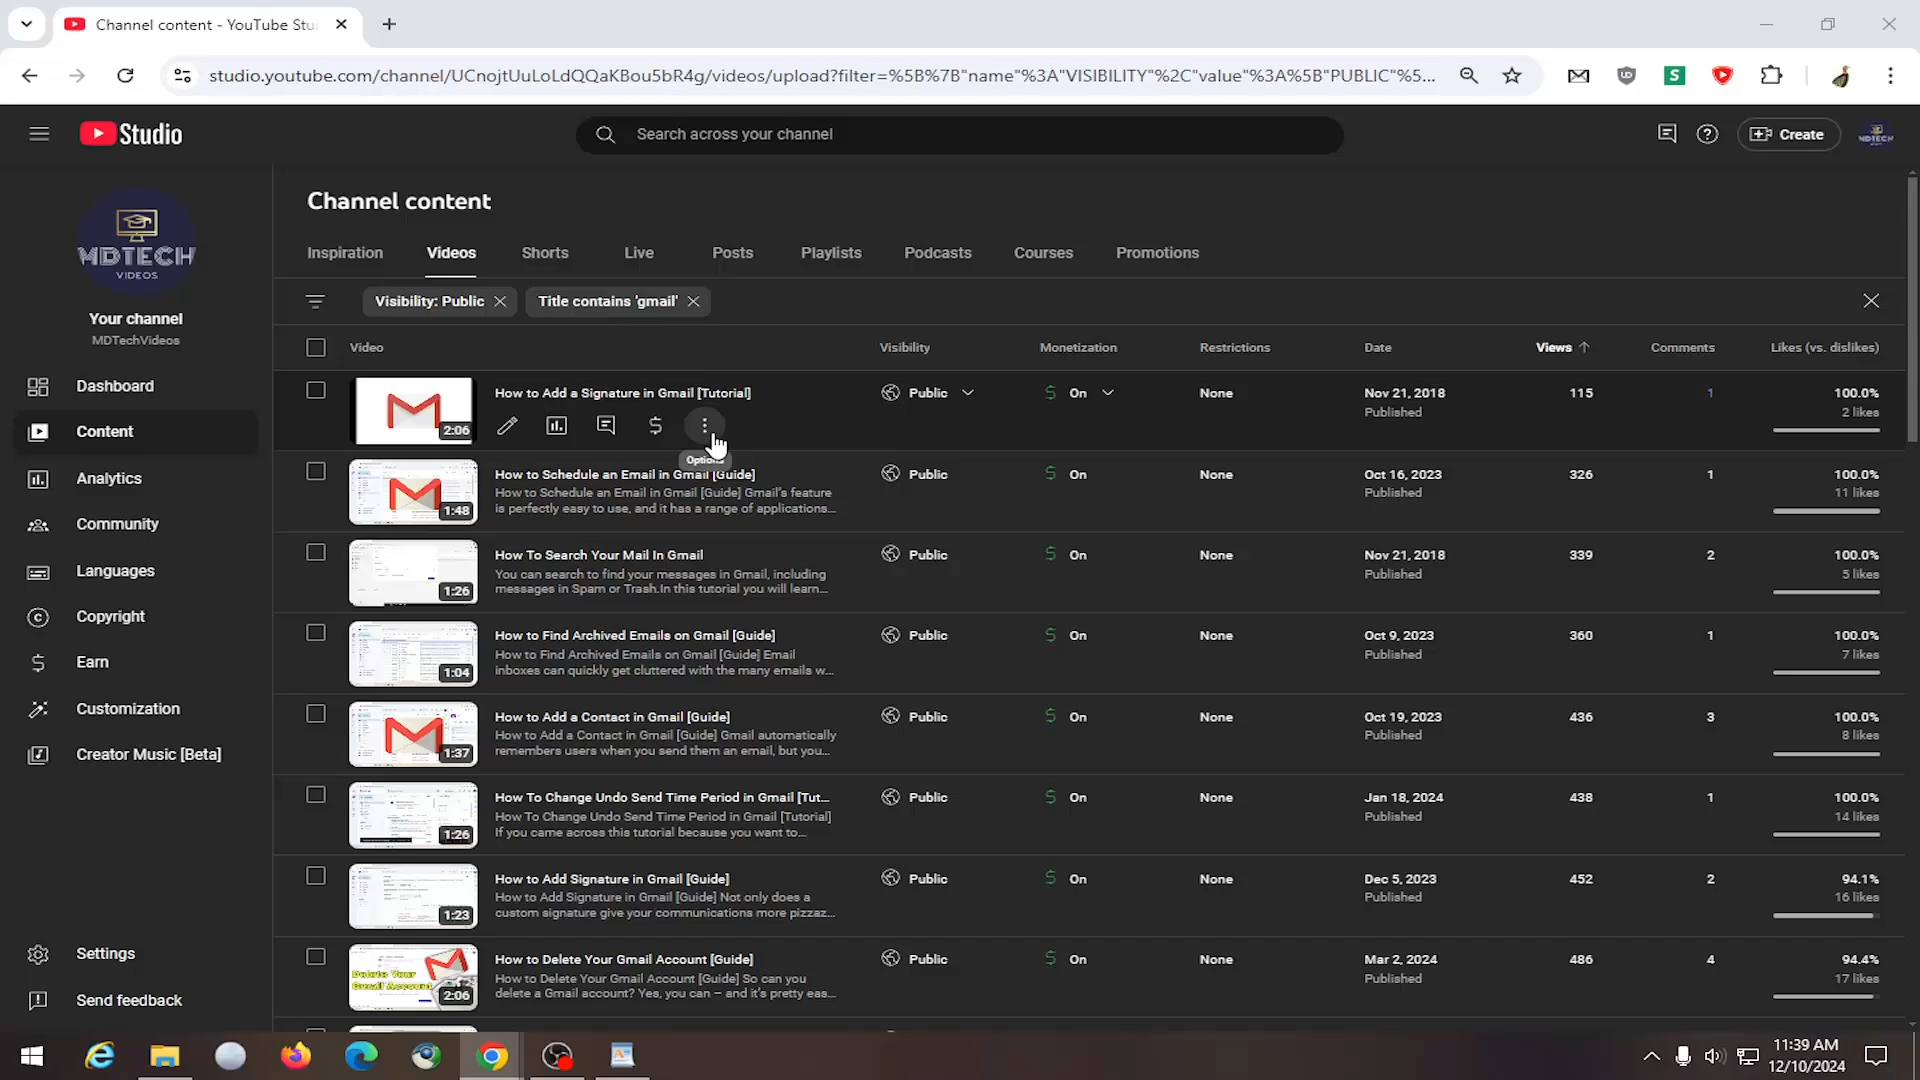 Channel content - YouTube Stu
studio.youtube.com/channel/UCnojtUuLoLdQQaKBou5bR4g/videos/upload?filter=%5B%7B"name"%3A"VISIBILITY"%2C"value"%3A%5B"PUBLIC"%5...
Studio
Search across your channel
Create
MDTECH
VIDEOS
Your channel
MDTechVideos
Dashboard
Content
Analytics
Community
Languages
Copyright
Earn
Customization
Creator Music [Beta]
Settings
Send feedback
Channel content
Inspiration Videos Shorts Live Posts Playlists Podcasts Courses Promotions
Visibility: Public Title contains 'gmail'
Video Visibility Monetization Restrictions Date Views Comments Likes (vs. dislikes)
How to Add a Signature in Gmail [Tutorial] Public On None Nov 21, 2018 115 1 100.0%
Published 2 likes
2:06
Options
How to Schedule an Email in Gmail [Guide] Public On None Oct 16, 2023 326 1 100.0%
How to Schedule an Email in Gmail [Guide] Gmail's feature Published 11 likes
is perfectly easy to use, and it has a range of applications...
1:48
How To Search Your Mail In Gmail Public On None Nov 21, 2018 339 2 100.0%
You can search to find your messages in Gmail, including Published 5 likes
messages in Spam or Trash.In this tutorial you will learn...
1:26
How to Find Archived Emails on Gmail [Guide] Public On None Oct 9, 2023 360 1 100.0%
How to Find Archived Emails on Gmail [Guide] Email Published 7 likes
inboxes can quickly get cluttered with the many emails w...
1:04
How to Add a Contact in Gmail [Guide] Public On None Oct 19, 2023 436 3 100.0%
How to Add a Contact in Gmail [Guide] Gmail automatically Published 8 likes
remembers users when you send them an email, but you...
1:37
How To Change Undo Send Time Period in Gmail [Tut... Public On None Jan 18, 2024 438 1 100.0%
How To Change Undo Send Time Period in Gmail [Tutorial] Published 14 likes
If you came across this tutorial because you want to...
1:26
How to Add Signature in Gmail [Guide] Public On None Dec 5, 2023 452 2 94.1%
How to Add Signature in Gmail [Guide] Not only does a Published 16 likes
custom signature give your communications more pizzaz...
1:23
How to Delete Your Gmail Account [Guide] Public On None Mar 2, 2024 486 4 94.4%
How to Delete Your Gmail Account [Guide] So can you Published 17 likes
delete a Gmail account? Yes, you can – and it's pretty eas...
Delete Your
Gmail Account
2:06
11:39 AM
12/10/2024